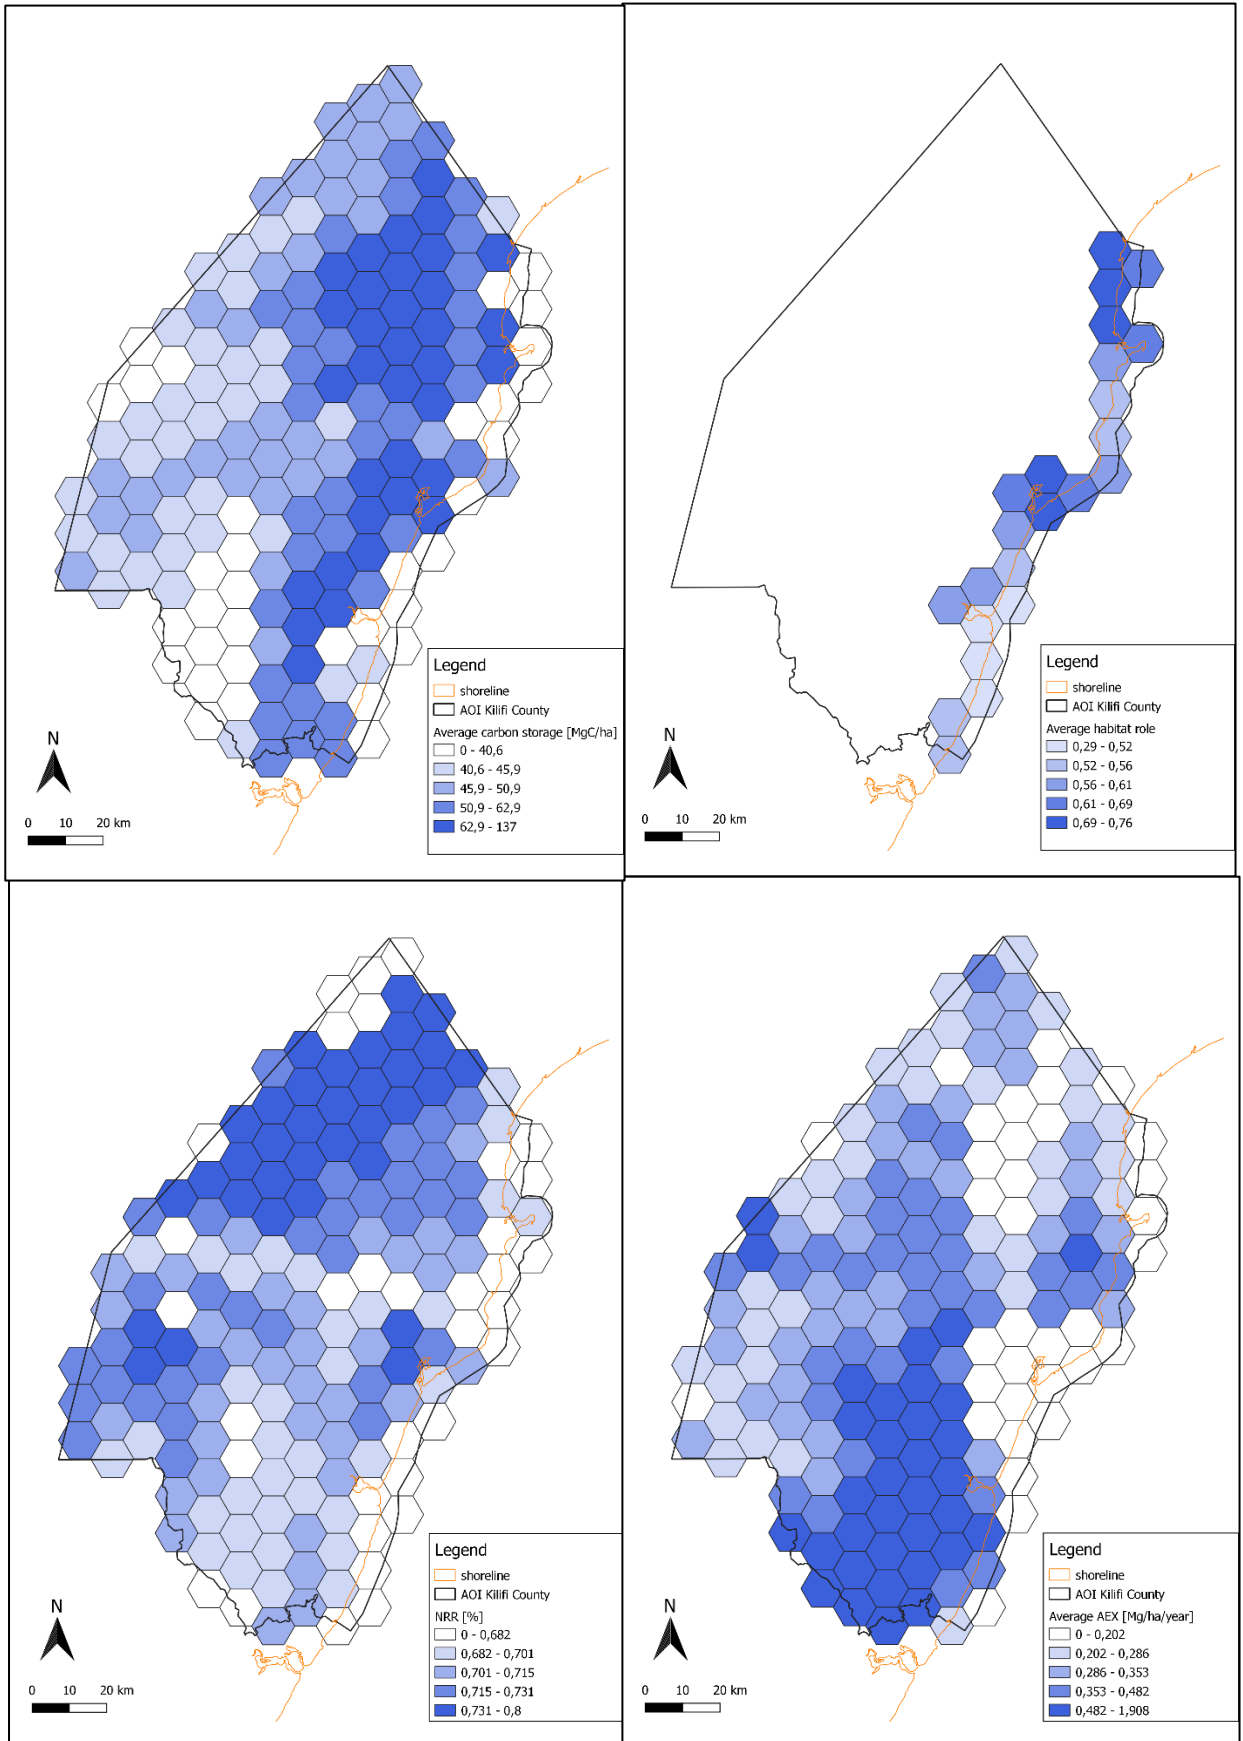 N
0 10 20 km
Legend
shoreline
AOI Kilifi County
Average carbon storage [MgC/ha]
0 - 40,6
40,6 - 45,9
45,9 - 50,9
50,9 - 62,9
62,9 - 137
N
0 10 20 km
Legend
shoreline
AOI Kilifi County
Average habitat role
0,29 - 0,52
0,52 - 0,56
0,56 - 0,61
0,61 - 0,69
0,69 - 0,76
N
0 10 20 km
Legend
shoreline
AOI Kilifi County
NRR [%]
0 - 0,682
0,682 - 0,701
0,701 - 0,715
0,715 - 0,731
0,731 - 0,8
N
0 10 20 km
Legend
shoreline
AOI Kilifi County
Average AEX [Mg/ha/year]
0 - 0,202
0,202 - 0,286
0,286 - 0,353
0,353 - 0,482
0,482 - 1,908